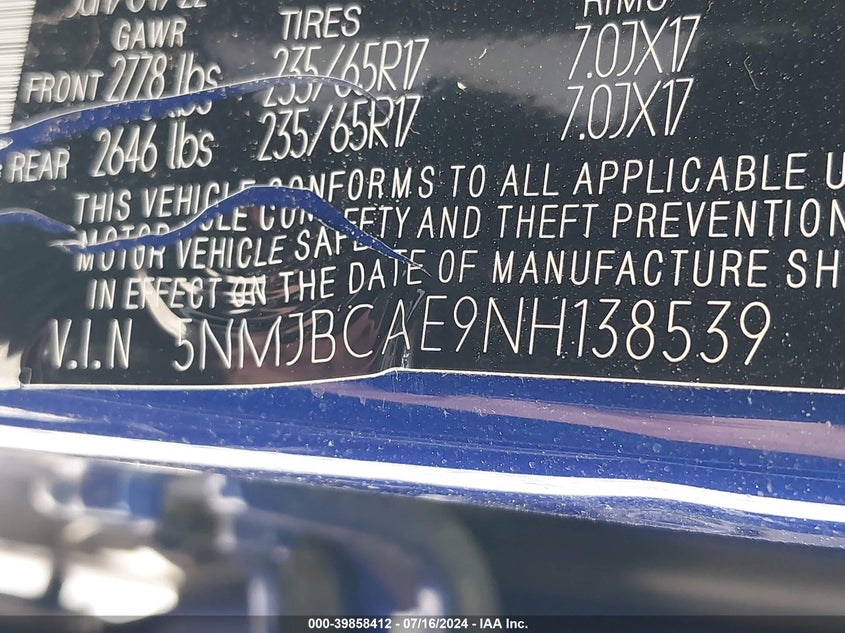 GAWR TIRES RIMS
FRONT 2778 lbs 235/65R17 7.0JX17
REAR 2646 lbs 235/65R17 7.0JX17
THIS VEHICLE CONFORMS TO ALL APPLICABLE U
MOTOR VEHICLE SAFETY AND THEFT PREVENTION
IN EFFECT ON THE DATE OF MANUFACTURE SH
V.I.N 5NMJBCAE9NH138539
000-39858412 - 07/16/2024 - IAA Inc.